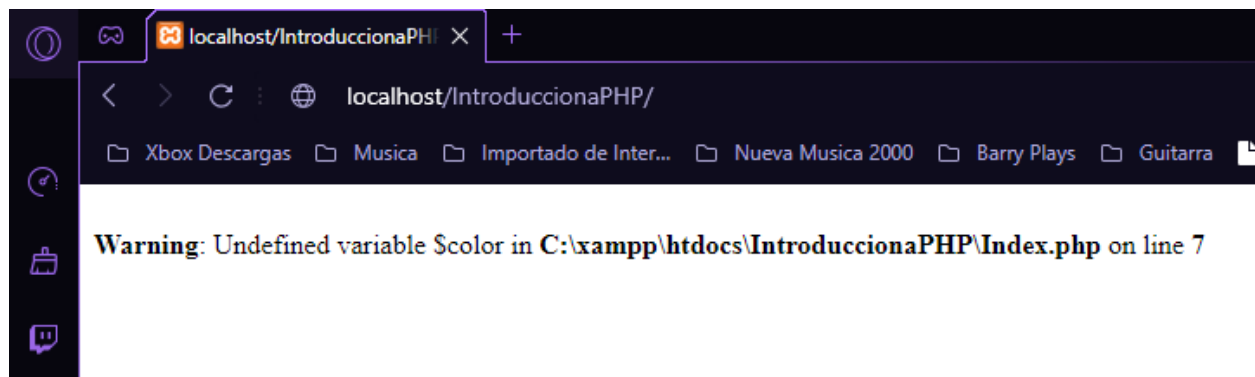 localhost/IntroduccionaPH
localhost/IntroduccionaPHP/
Xbox Descargas Musica Importado de Inter... Nueva Musica 2000 Barry Plays Guitarra
Warning: Undefined variable $color in C:\xampp\htdocs\IntroduccionaPHP\Index.php on line 7